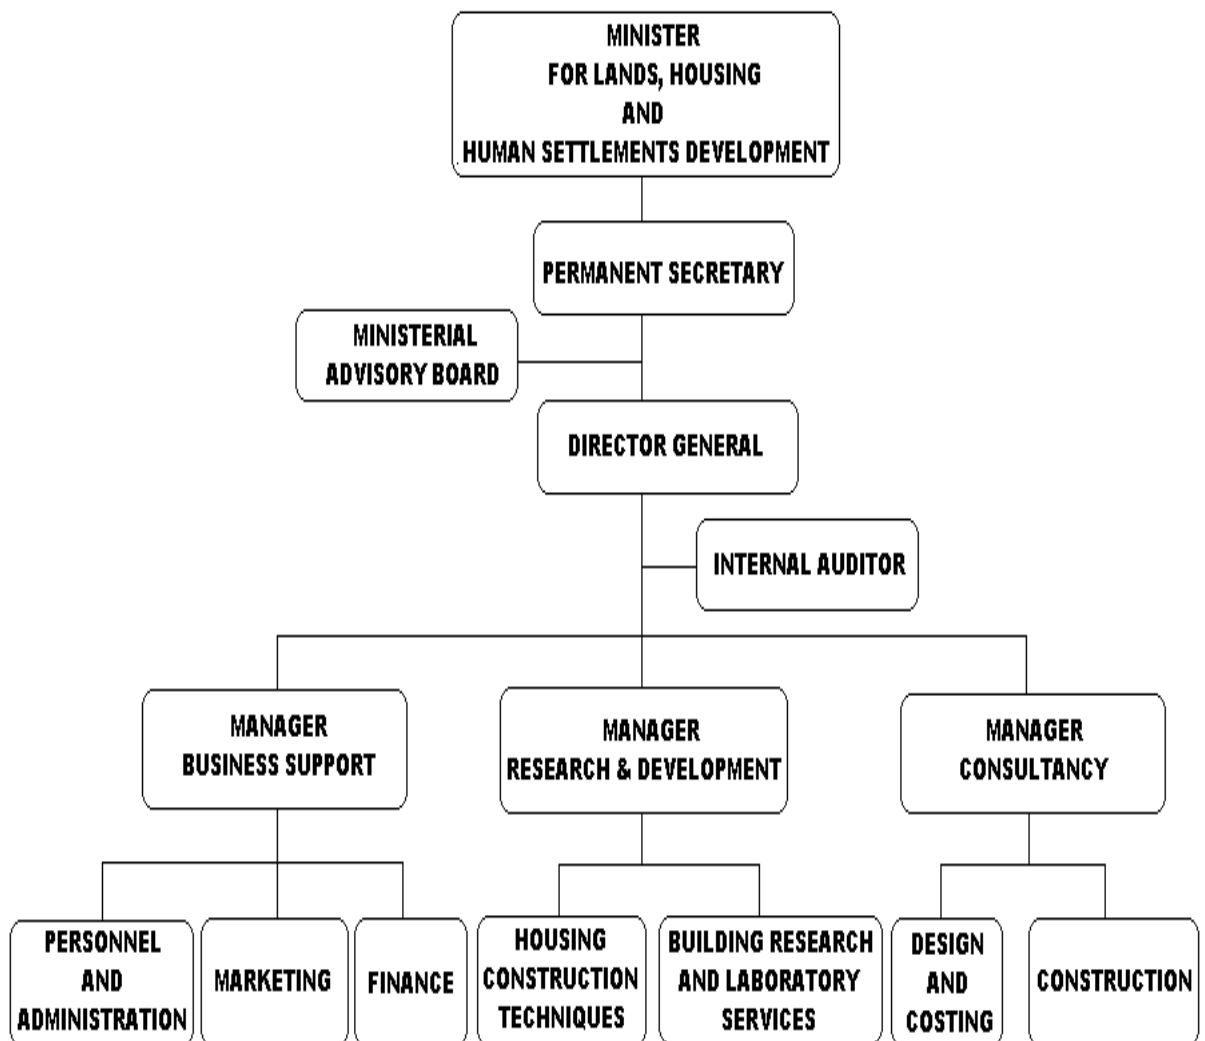 MINISTER
FOR LANDS, HOUSING
AND
HUMAN SETTLEMENTS DEVELOPMENT
PERMANENT SECRETARY
MINISTERIAL
ADVISORY BOARD
DIRECTOR GENERAL
INTERNAL AUDITOR
MANAGER
BUSINESS SUPPORT
MANAGER
RESEARCH & DEVELOPMENT
MANAGER
CONSULTANCY
PERSONNEL
AND
ADMINISTRATION
MARKETING
FINANCE
HOUSING
CONSTRUCTION
TECHNIQUES
BUILDING RESEARCH
AND LABORATORY
SERVICES
DESIGN
AND
COSTING
CONSTRUCTION